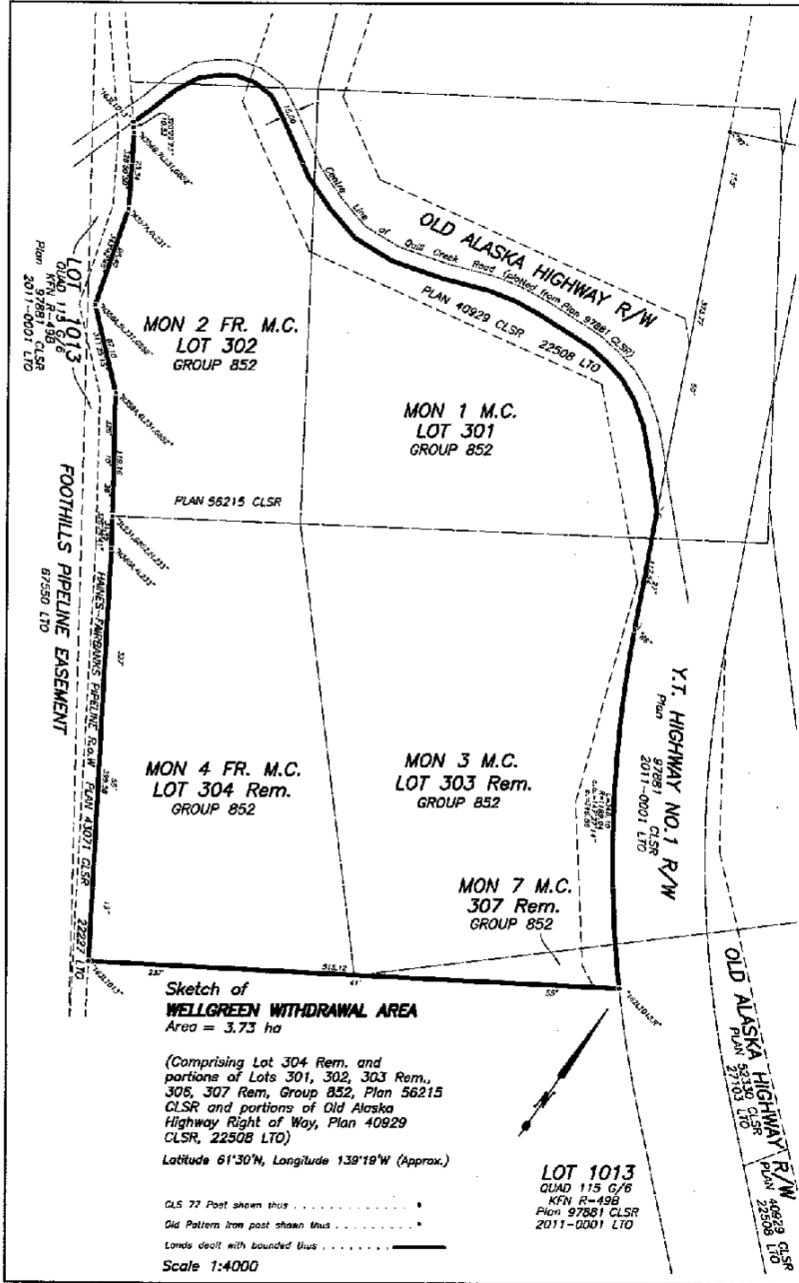 15.00
Centre Line of Quill Creek Road (plotted from Plan 97881 CLSR)
OLD ALASKA HIGHWAY R/W
PLAN 40929 CLSR 22508 LTO
LOT 1013
QUAD 115 G/6
KFN R-49B
Plan 97881 CLSR
2011-0001 LTO
MON 2 FR. M.C.
LOT 302
GROUP 852
MON 1 M.C.
LOT 301
GROUP 852
PLAN 56215 CLSR
FOOTHILLS PIPELINE EASEMENT
67550 LTO
HAINES-FAIRBANKS PIPELINE R.o.W PLAN 43071 CLSR 22227 LTO
Y.T. HIGHWAY NO.1 R/W
Plan 97881 CLSR
2011-0001 LTO
MON 4 FR. M.C.
LOT 304 Rem.
GROUP 852
MON 3 M.C.
LOT 303 Rem.
GROUP 852
MON 7 M.C.
307 Rem.
GROUP 852
OLD ALASKA HIGHWAY R/W
PLAN 52330 CLSR
27103 LTO
PLAN 40929 CLSR
22508 LTO
Sketch of
WELLGREEN WITHDRAWAL AREA
Area = 3.73 ha
(Comprising Lot 304 Rem. and
portions of Lots 301, 302, 303 Rem.,
306, 307 Rem, Group 852, Plan 56215
CLSR and portions of Old Alaska
Highway Right of Way, Plan 40929
CLSR, 22508 LTO)
Latitude 61°30'N, Longitude 139°19'W (Approx.)
CLS 77 Post shown thus
Old Pattern Iron post shown thus
Lands dealt with bounded thus
Scale 1:4000
LOT 1013
QUAD 115 G/6
KFN R-49B
Plan 97881 CLSR
2011-0001 LTO